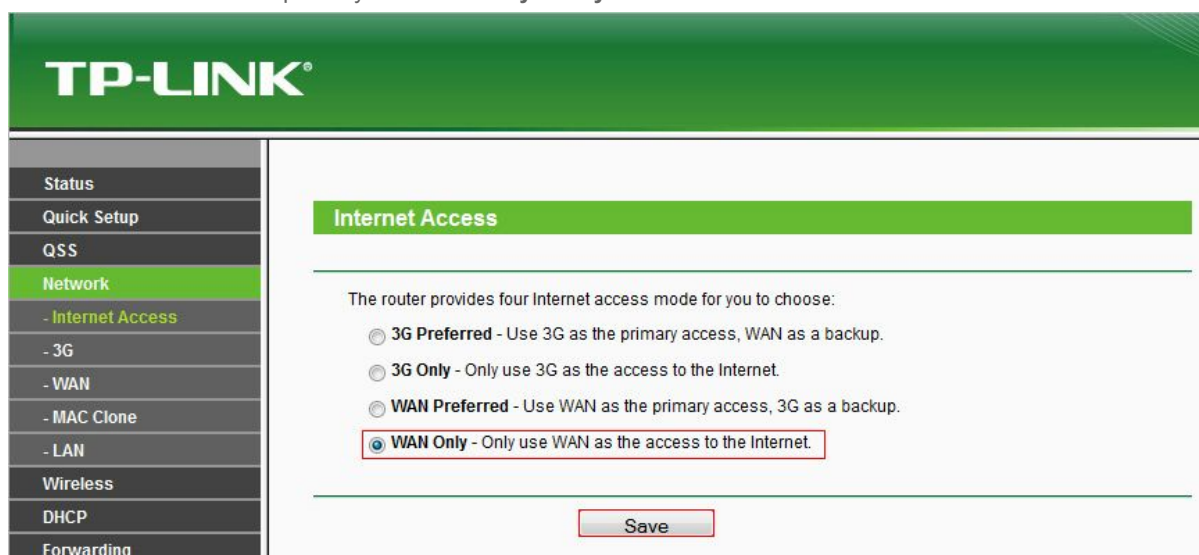 TP-LINK®
Status
Quick Setup
QSS
Network
- Internet Access
- 3G
- WAN
- MAC Clone
- LAN
Wireless
DHCP
Forwarding
Internet Access
The router provides four Internet access mode for you to choose:
3G Preferred - Use 3G as the primary access, WAN as a backup.
3G Only - Only use 3G as the access to the Internet.
WAN Preferred - Use WAN as the primary access, 3G as a backup.
WAN Only - Only use WAN as the access to the Internet.
Save